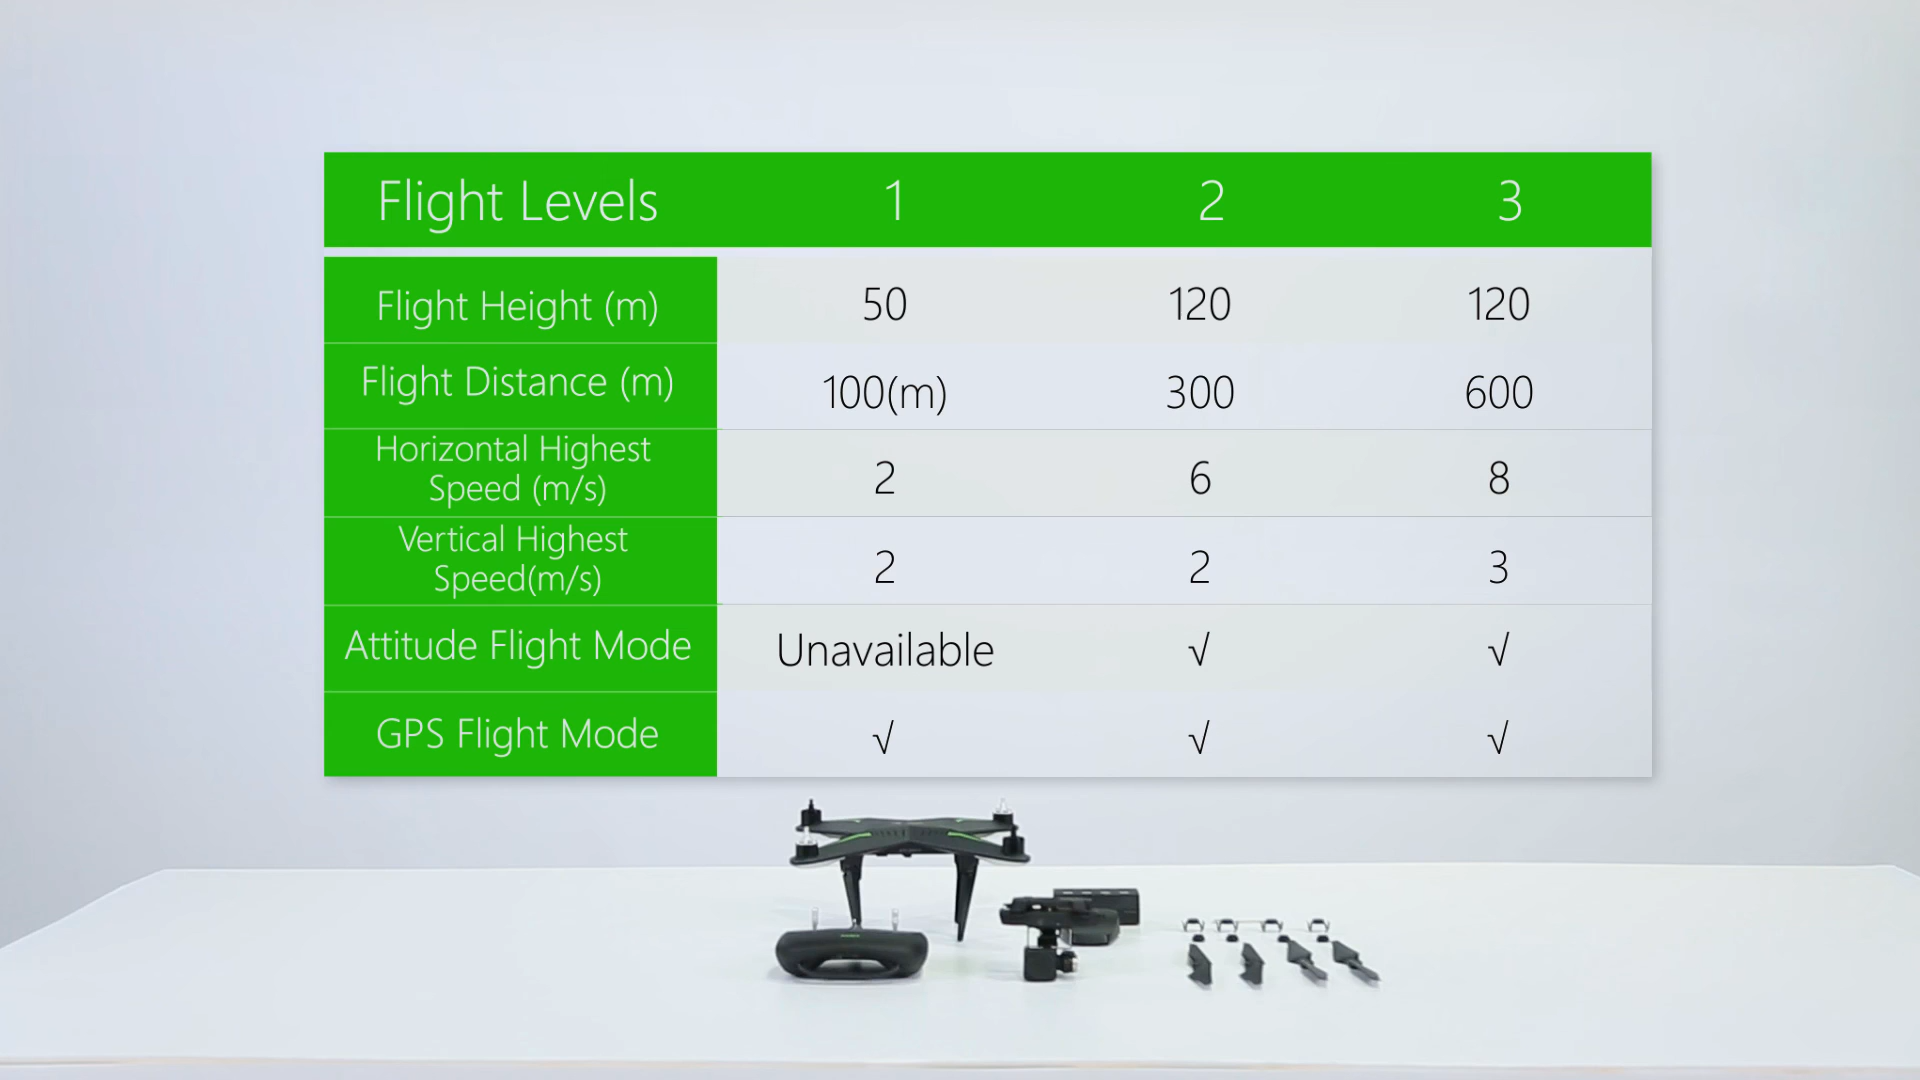 Flight Levels 1 2 3
Flight Height (m) 50 120 120
Flight Distance (m) 100(m) 300 600
Horizontal Highest
Speed (m/s) 2 6 8
Vertical Highest
Speed(m/s) 2 2 3
Attitude Flight Mode Unavailable √ √
GPS Flight Mode √ √ √